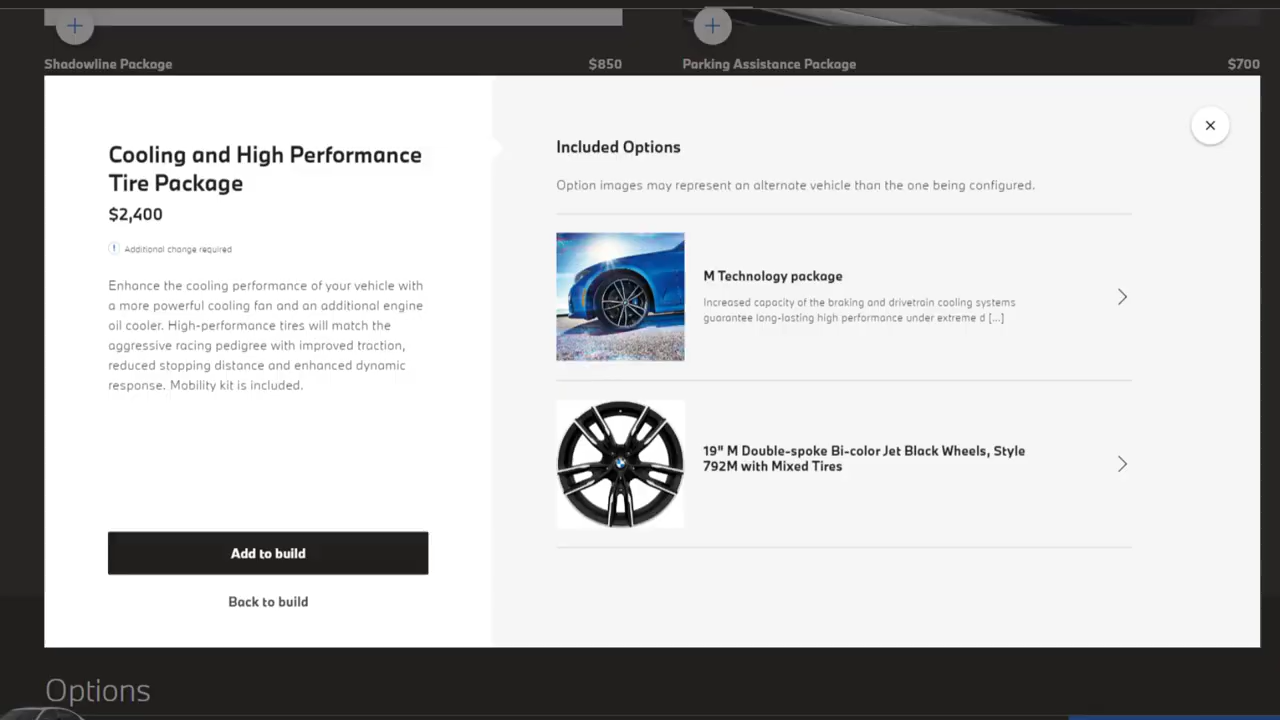 Shadowline Package $850
Parking Assistance Package $700
Cooling and High Performance
Tire Package
$2,400
Additional change required
Enhance the cooling performance of your vehicle with
a more powerful cooling fan and an additional engine
oil cooler. High-performance tires will match the
aggressive racing pedigree with improved traction,
reduced stopping distance and enhanced dynamic
response. Mobility kit is included.
Add to build
Back to build
Included Options
Option images may represent an alternate vehicle than the one being configured.
M Technology package
Increased capacity of the braking and drivetrain cooling systems
guarantee long-lasting high performance under extreme d [...]
19" M Double-spoke Bi-color Jet Black Wheels, Style
792M with Mixed Tires
Options